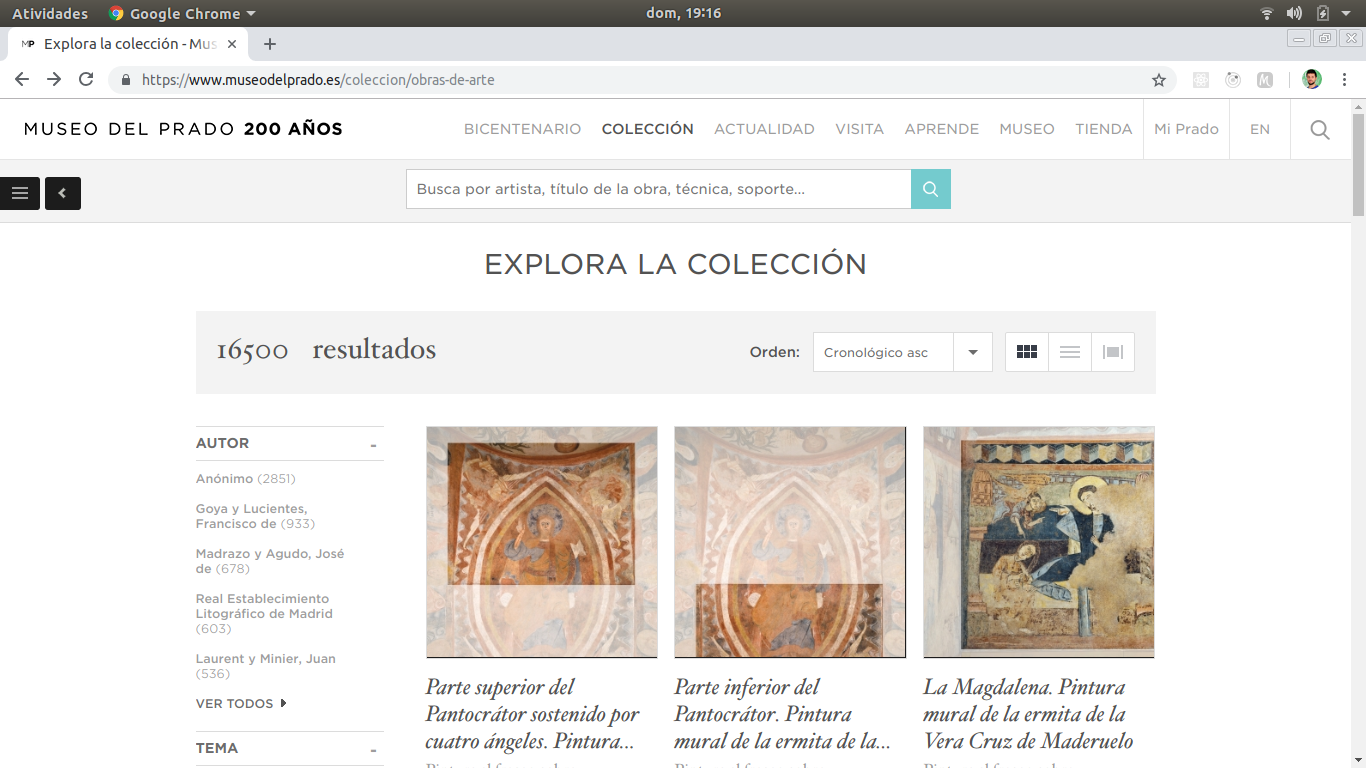 Actividades Google Chrome dom, 19:16
Explora la colección - Mus
https://www.museodelprado.es/coleccion/obras-de-arte
MUSEO DEL PRADO 200 AÑOS
BICENTENARIO COLECCIÓN ACTUALIDAD VISITA APRENDE MUSEO TIENDA Mi Prado EN
Busca por artista, título de la obra, técnica, soporte...
EXPLORA LA COLECCIÓN
16500 resultados
Orden: Cronológico asc
AUTOR -
Anónimo (2851)
Goya y Lucientes,
Francisco de (933)
Madrazo y Agudo, José
de (678)
Real Establecimiento
Litográfico de Madrid
(603)
Laurent y Minier, Juan
(536)
VER TODOS
TEMA -
Parte superior del
Pantocrátor sostenido por
cuatro ángeles. Pintura...
Parte inferior del
Pantocrátor. Pintura
mural de la ermita de la...
La Magdalena. Pintura
mural de la ermita de la
Vera Cruz de Maderuelo